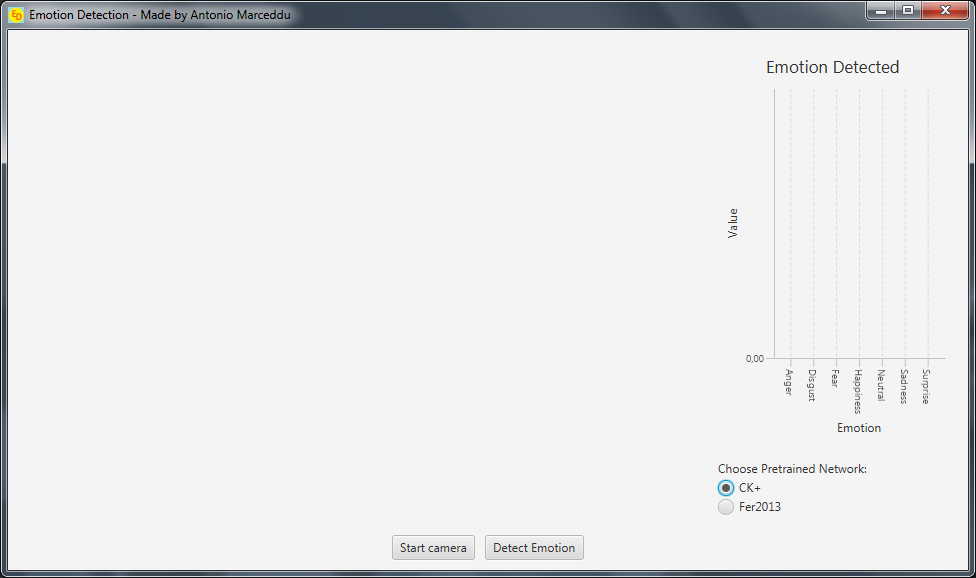 ED Emotion Detection - Made by Antonio Marceddu
Emotion Detected
Value
0,00
Anger
Disgust
Fear
Happiness
Neutral
Sadness
Surprise
Emotion
Choose Pretrained Network:
CK+
Fer2013
Start camera
Detect Emotion